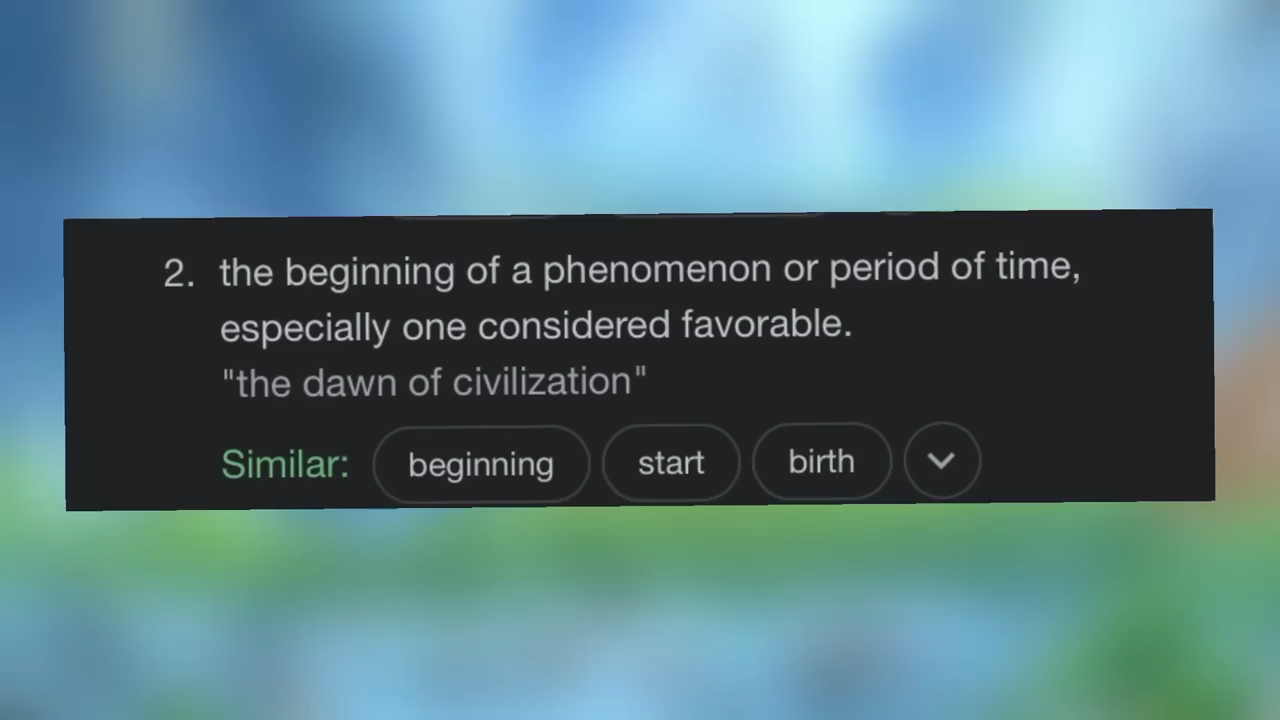 2. the beginning of a phenomenon or period of time,
especially one considered favorable.
"the dawn of civilization"
Similar: beginning start birth